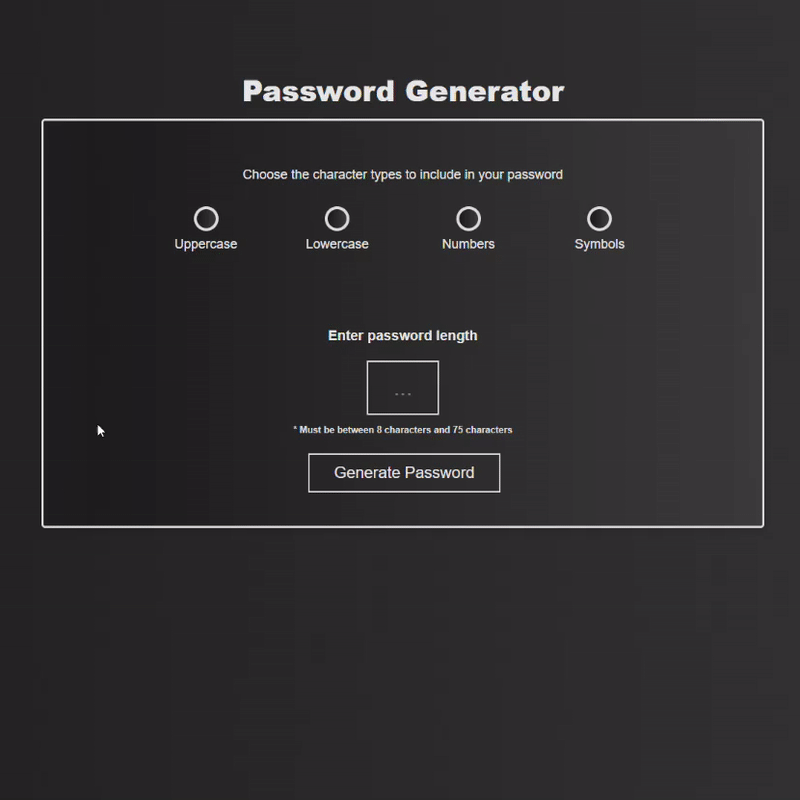 Password Generator
Choose the character types to include in your password
Uppercase Lowercase Numbers Symbols
Enter password length
...
* Must be between 8 characters and 75 characters
Generate Password